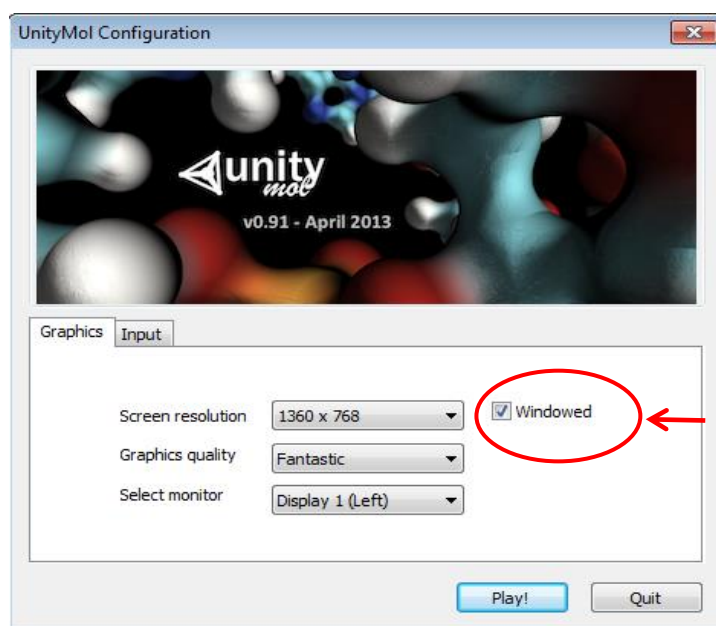 UnityMol Configuration
unity
mol
v0.91 - April 2013
Graphics
Input
Screen resolution
1360 x 768
Windowed
Graphics quality
Fantastic
Select monitor
Display 1 (Left)
Play!
Quit